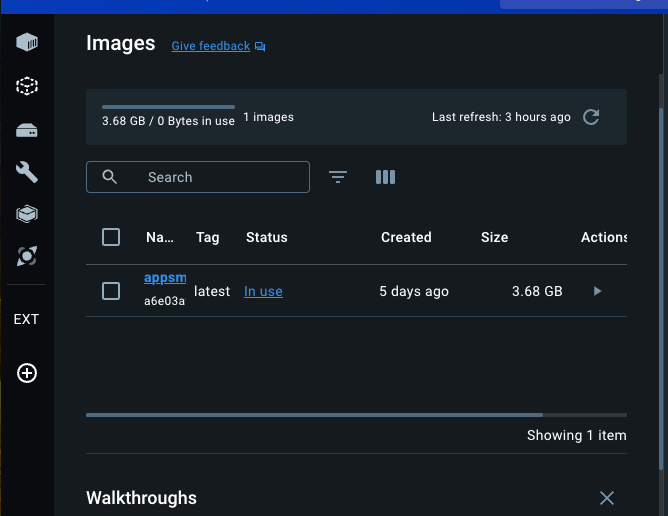 Images
Give feedback
3.68 GB / 0 Bytes in use
1 images
Last refresh: 3 hours ago
Search
Na... Tag Status Created Size Actions
appsm
a6e03a
latest In use 5 days ago 3.68 GB
EXT
Showing 1 item
Walkthroughs